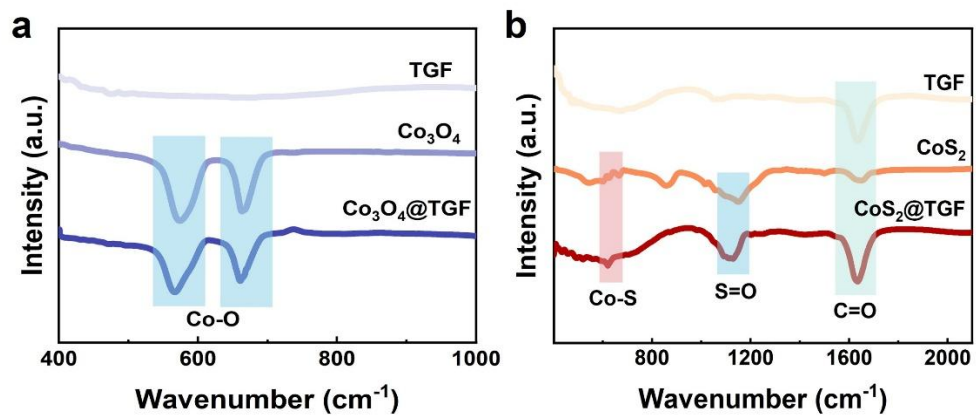 a
TGF
Co₃O₄
Co₃O₄@TGF
Co-O
Intensity (a.u.)
400
600
800
1000
Wavenumber (cm⁻¹)
b
TGF
CoS₂
CoS₂@TGF
Co-S
S=O
C=O
Intensity (a.u.)
800
1200
1600
2000
Wavenumber (cm⁻¹)